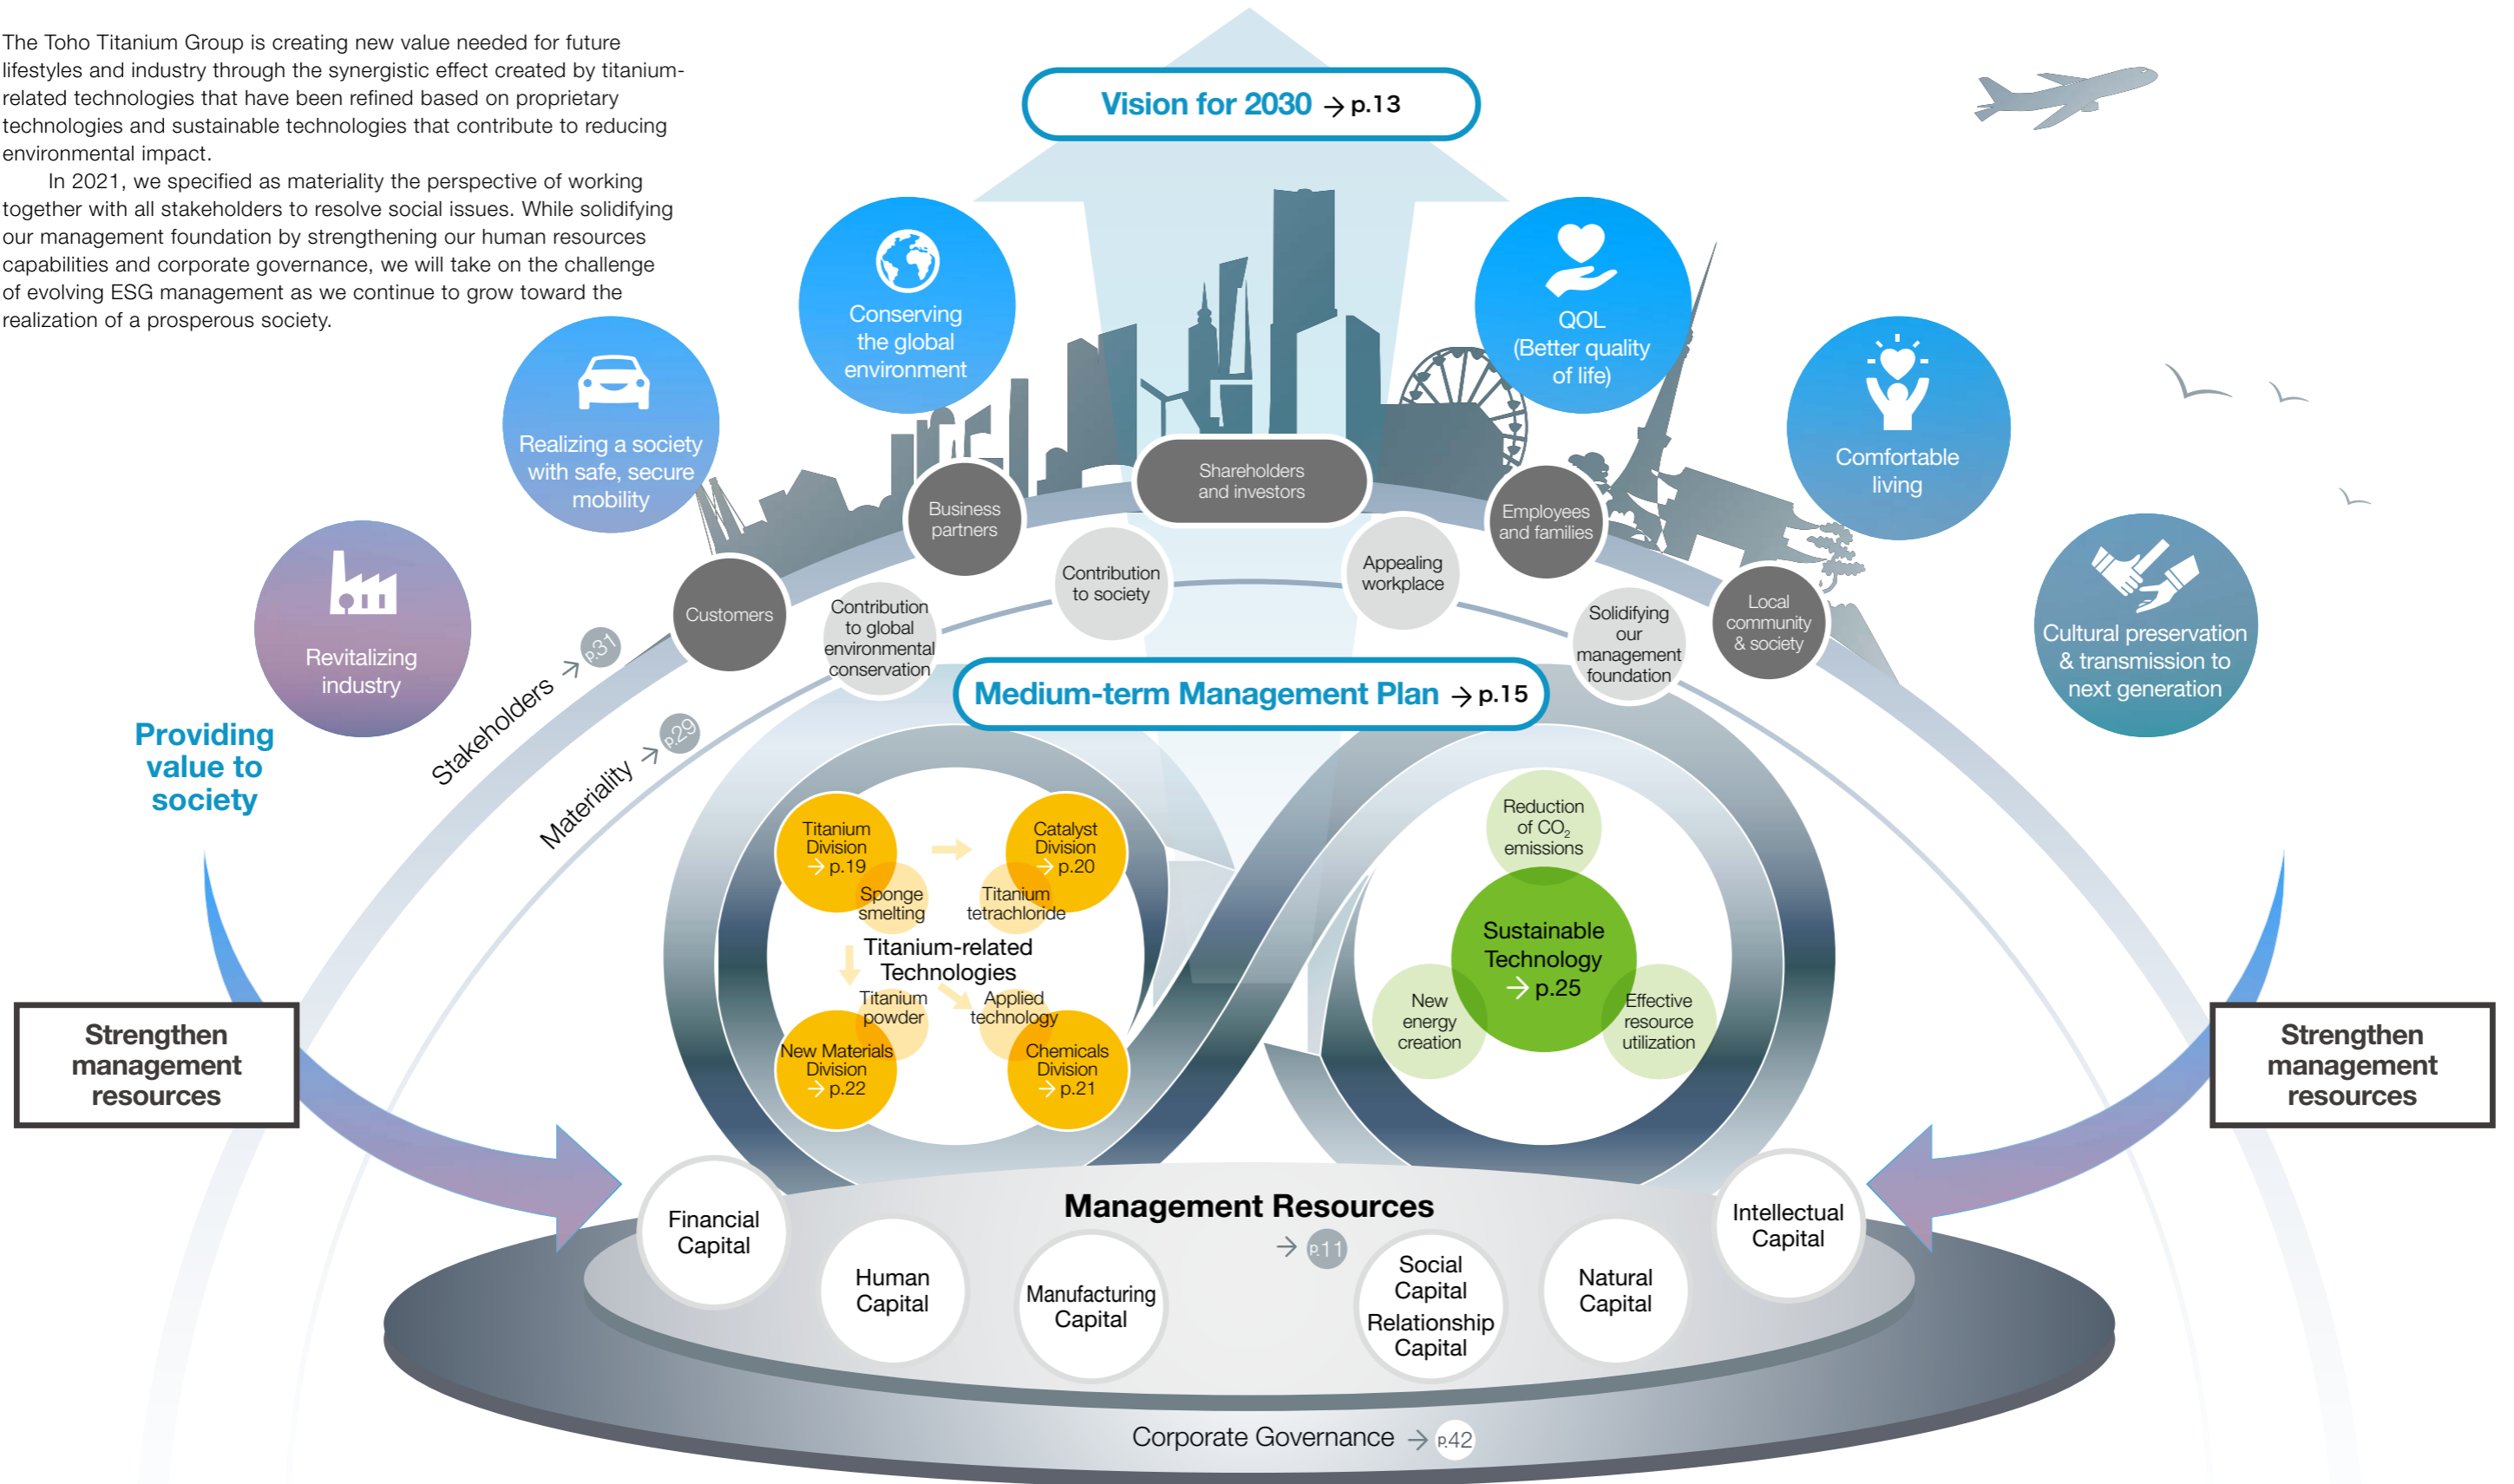 The Toho Titanium Group is creating new value needed for future
lifestyles and industry through the synergistic effect created by titanium-
related technologies that have been refined based on proprietary
technologies and sustainable technologies that contribute to reducing
environmental impact.
In 2021, we specified as materiality the perspective of working
together with all stakeholders to resolve social issues. While solidifying
our management foundation by strengthening our human resources
capabilities and corporate governance, we will take on the challenge
of evolving ESG management as we continue to grow toward the
realization of a prosperous society.
Vision for 2030 → p.13
Conserving
the global
environment
QOL
(Better quality
of life)
Realizing a society
with safe, secure
mobility
Comfortable
living
Revitalizing
industry
Cultural preservation
& transmission to
next generation
Providing
value to
society
Stakeholders → p.31
Customers
Business
partners
Shareholders
and investors
Employees
and families
Local
community
& society
Materiality → p.29
Contribution
to global
environmental
conservation
Contribution
to society
Appealing
workplace
Solidifying
our
management
foundation
Medium-term Management Plan → p.15
Titanium
Division
→ p.19
Sponge
smelting
Catalyst
Division
→ p.20
Titanium
tetrachloride
Titanium-related
Technologies
Titanium
powder
New Materials
Division
→ p.22
Applied
technology
Chemicals
Division
→ p.21
Reduction
of CO₂
emissions
Sustainable
Technology
→ p.25
New
energy
creation
Effective
resource
utilization
Strengthen
management
resources
Strengthen
management
resources
Management Resources
→ p.11
Financial
Capital
Human
Capital
Manufacturing
Capital
Social
Capital
Relationship
Capital
Natural
Capital
Intellectual
Capital
Corporate Governance → p.42